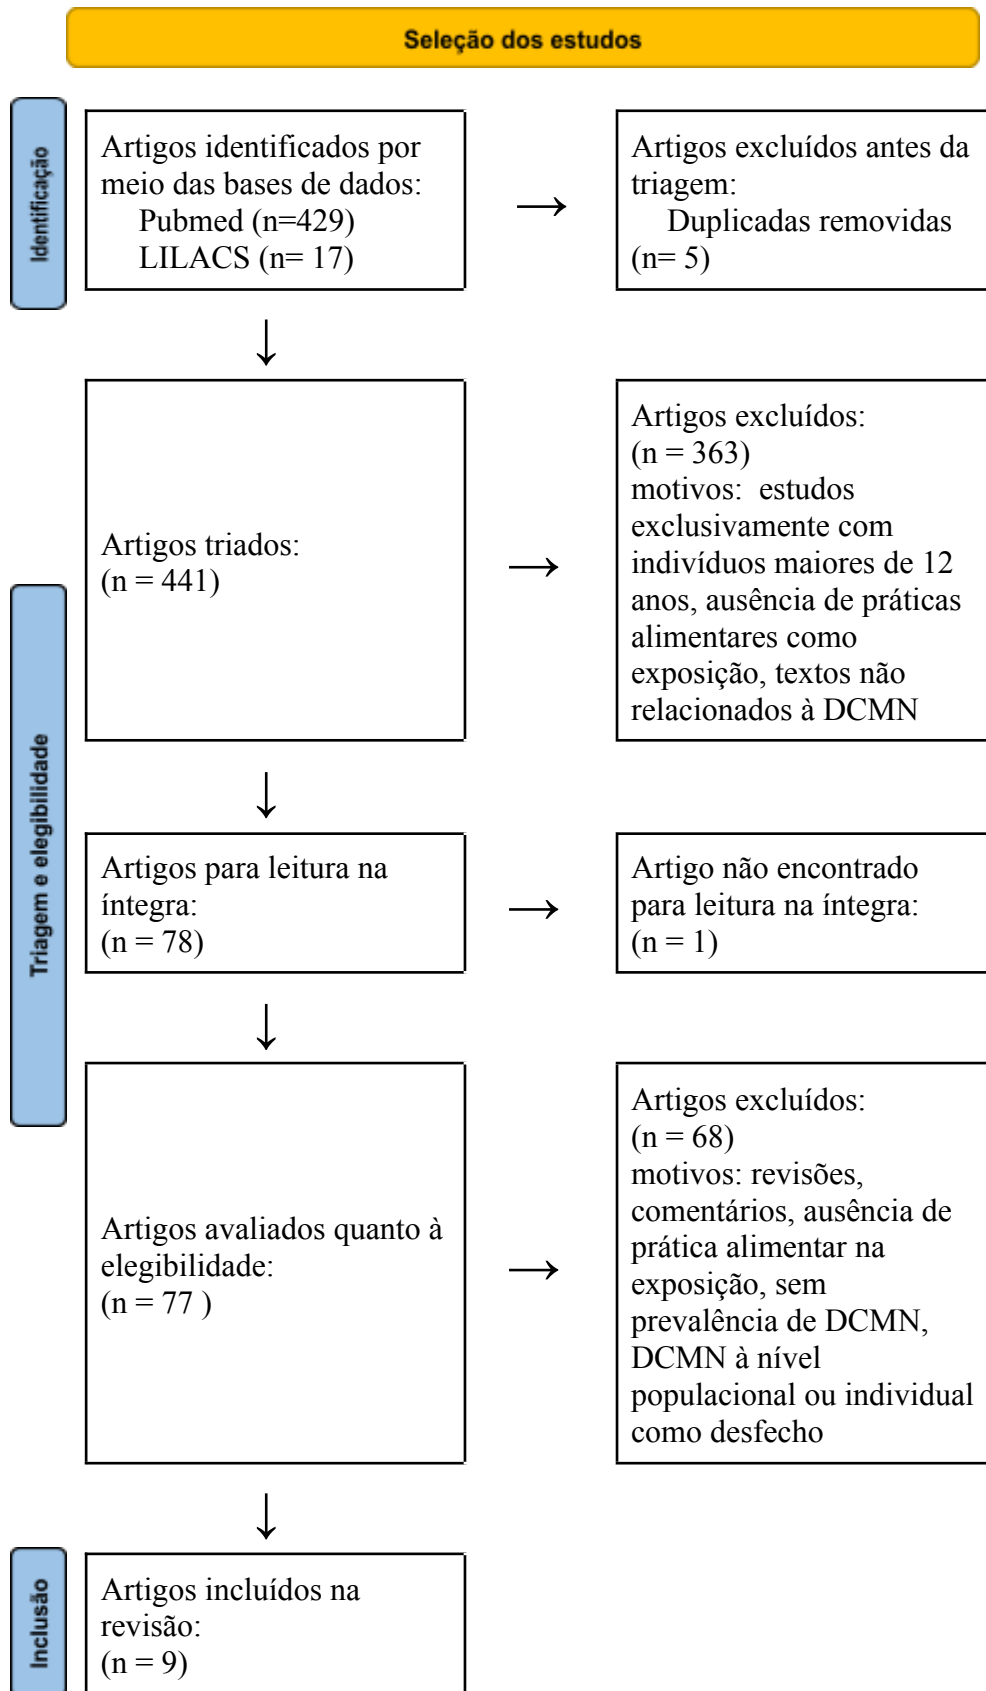 Seleção dos estudos
Identificação
Artigos identificados por
meio das bases de dados:
Pubmed (n=429)
LILACS (n= 17)
→
Artigos excluídos antes da
triagem:
Duplicadas removidas
(n= 5)
↓
Triagem e elegibilidade
Artigos triados:
(n = 441)
→
Artigos excluídos:
(n = 363)
motivos:  estudos
exclusivamente com
indivíduos maiores de 12
anos, ausência de práticas
alimentares como
exposição, textos não
relacionados à DCMN
↓
Artigos para leitura na
íntegra:
(n = 78)
→
Artigo não encontrado
para leitura na íntegra:
(n = 1)
↓
Artigos avaliados quanto à
elegibilidade:
(n = 77 )
→
Artigos excluídos:
(n = 68)
motivos: revisões,
comentários, ausência de
prática alimentar na
exposição, sem
prevalência de DCMN,
DCMN à nível
populacional ou individual
como desfecho
↓
Inclusão
Artigos incluídos na
revisão:
(n = 9)